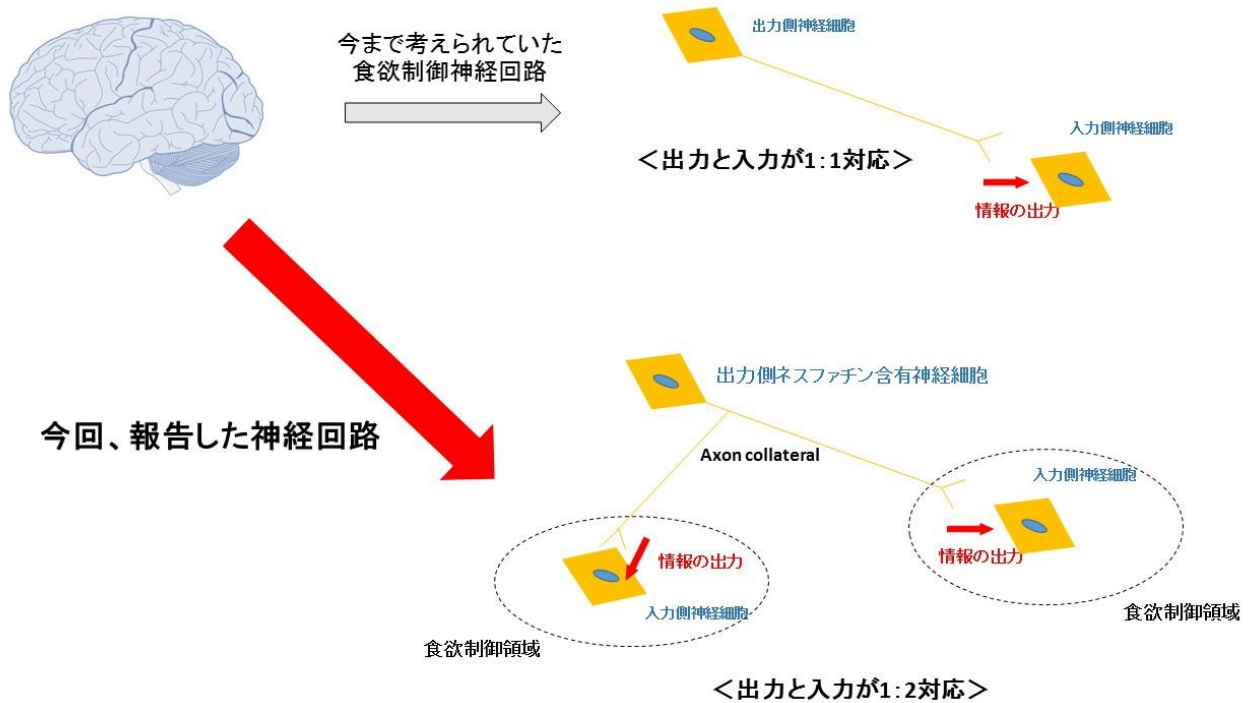 今まで考えられていた
食欲制御神経回路
出力側神経細胞
入力側神経細胞
＜出力と入力が1：1対応＞
情報の出力
今回、報告した神経回路
出力側ネスファチン含有神経細胞
Axon collateral
入力側神経細胞
情報の出力
食欲制御領域
情報の出力
入力側神経細胞
食欲制御領域
＜出力と入力が1：2対応＞